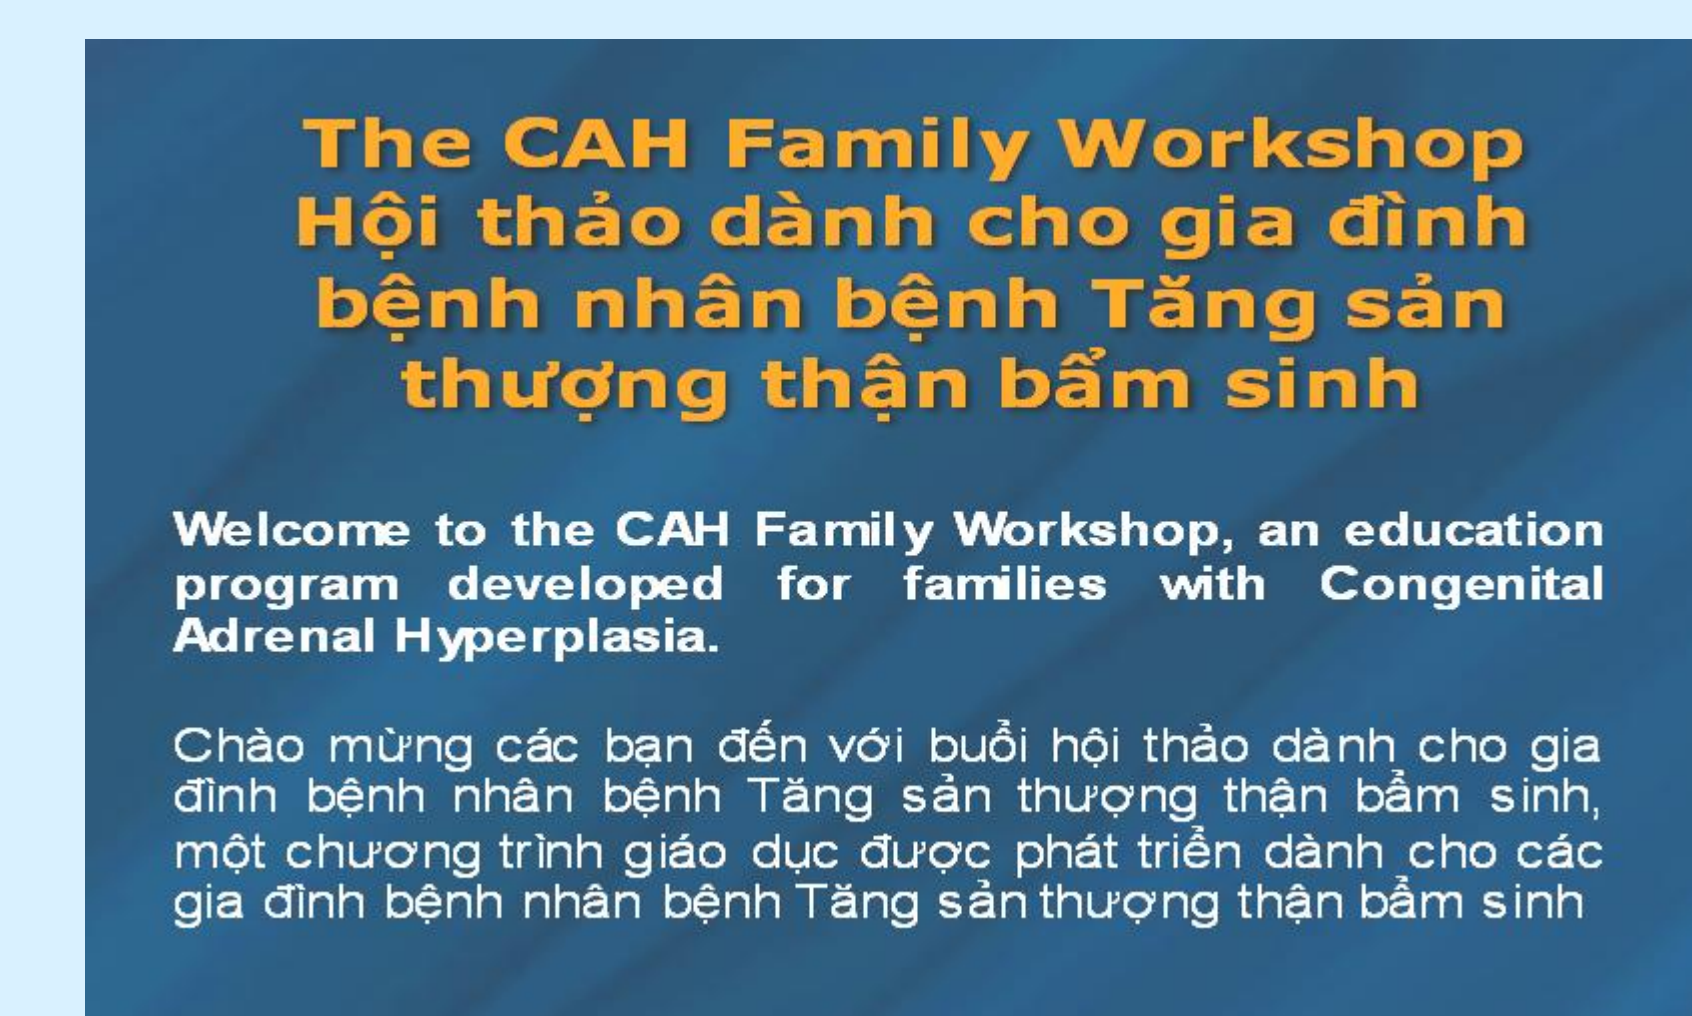 The CAH Family Workshop
Hội thảo dành cho gia đình
bệnh nhân bệnh Tăng sản
thượng thận bẩm sinh
Welcome to the CAH Family Workshop, an education
program developed for families with Congenital
Adrenal Hyperplasia.
Chào mừng các bạn đến với buổi hội thảo dành cho gia
đình bệnh nhân bệnh Tăng sản thượng thận bẩm sinh,
một chương trình giáo dục được phát triển dành cho các
gia đình bệnh nhân bệnh Tăng sản thượng thận bẩm sinh